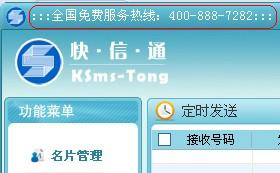 :::全国免费服务热线：400-888-7282:::
快·信·通
KSms-Tong
功能菜单
定时发送
接收号码
名片管理